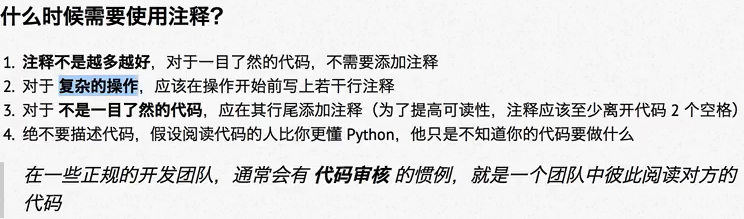 什么时候需要使用注释?
1. 注释不是越多越好，对于一目了然的代码，不需要添加注释
2. 对于 复杂的操作，应该在操作开始前写上若干行注释
3. 对于 不是一目了然的代码，应在其行尾添加注释（为了提高可读性，注释应该至少离开代码 2 个空格）
4. 绝不要描述代码，假设阅读代码的人比你更懂 Python，他只是不知道你的代码要做什么
在一些正规的开发团队，通常会有 代码审核 的惯例，就是一个团队中彼此阅读对方的
代码